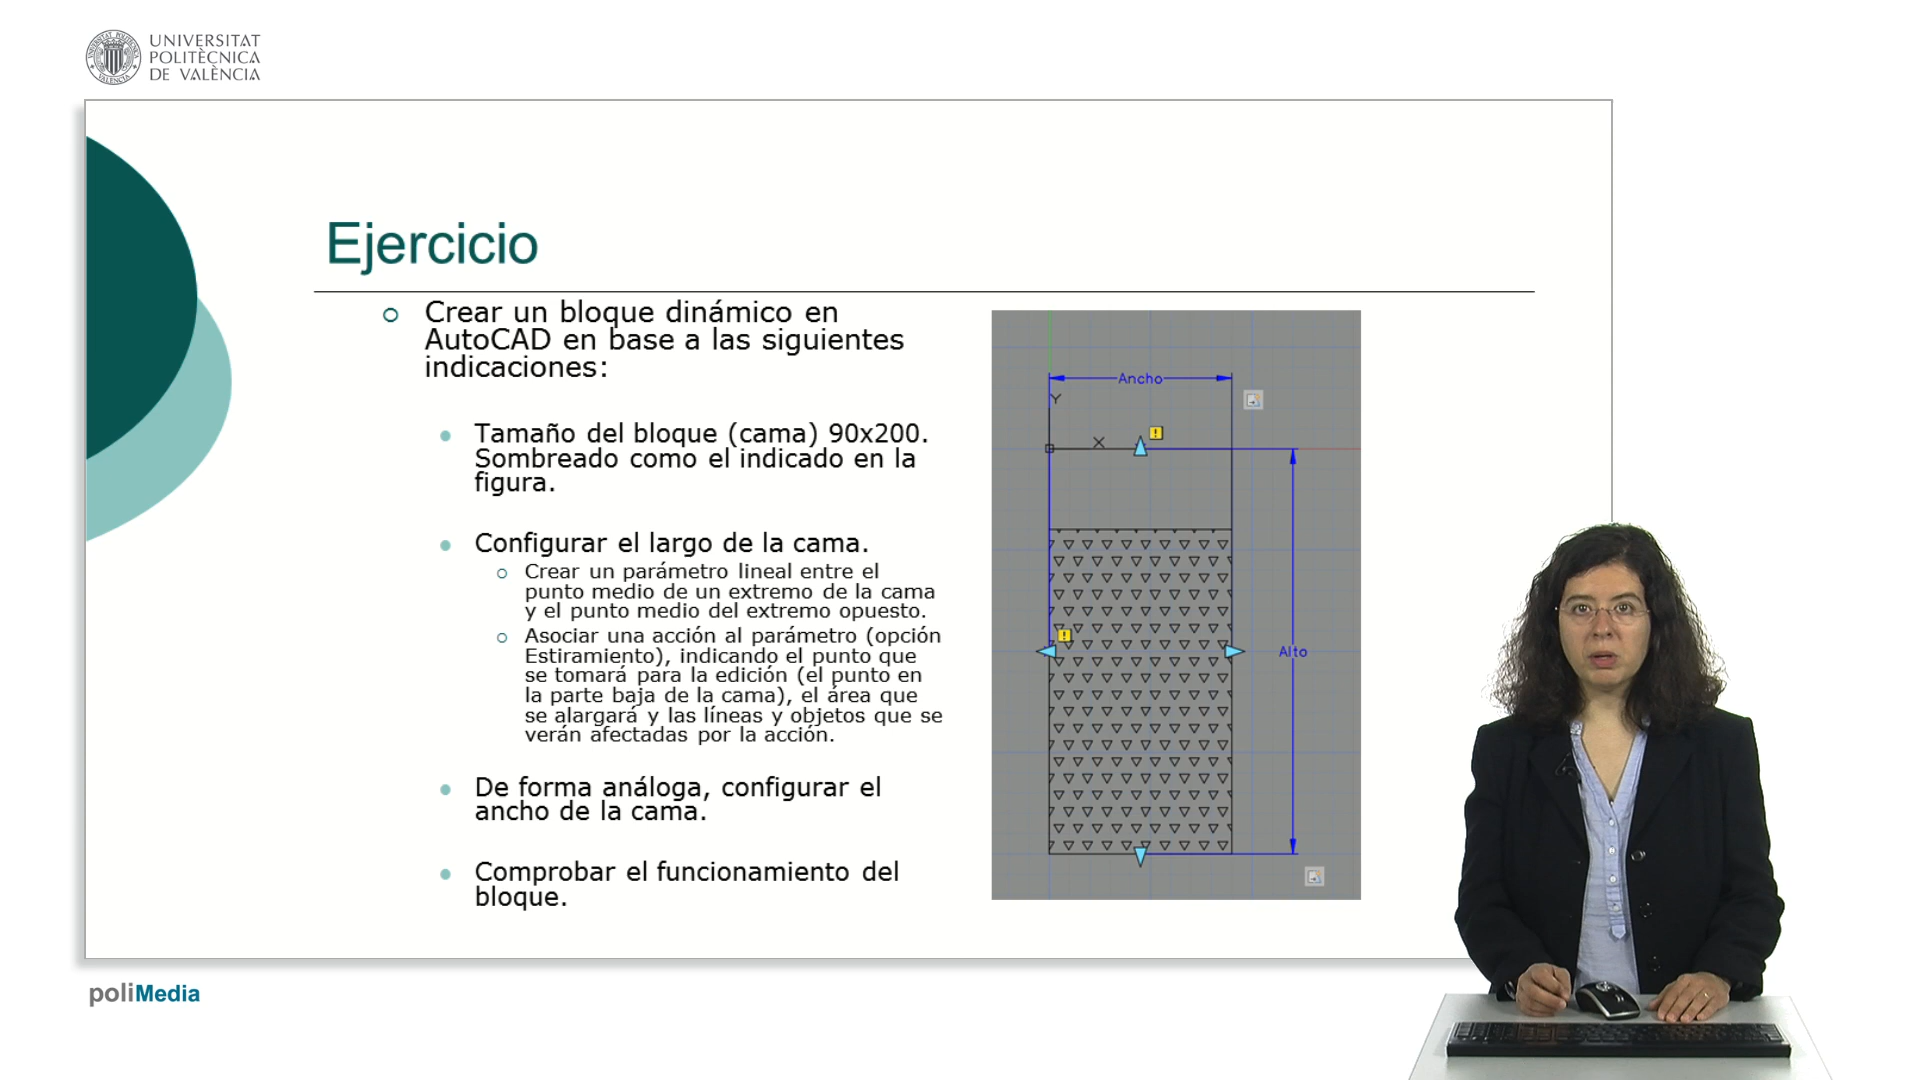 UNIVERSITAT
POLITÈCNICA
DE VALÈNCIA
Ejercicio
Crear un bloque dinámico en
AutoCAD en base a las siguientes
indicaciones:
Tamaño del bloque (cama) 90x200.
Sombreado como el indicado en la
figura.
Configurar el largo de la cama.
Crear un parámetro lineal entre el
punto medio de un extremo de la cama
y el punto medio del extremo opuesto.
Asociar una acción al parámetro (opción
Estiramiento), indicando el punto que
se tomará para la edición (el punto en
la parte baja de la cama), el área que
se alargará y las líneas y objetos que se
verán afectadas por la acción.
De forma análoga, configurar el
ancho de la cama.
Comprobar el funcionamiento del
bloque.
Ancho
Y
X
!
!
Alto
poliMedia